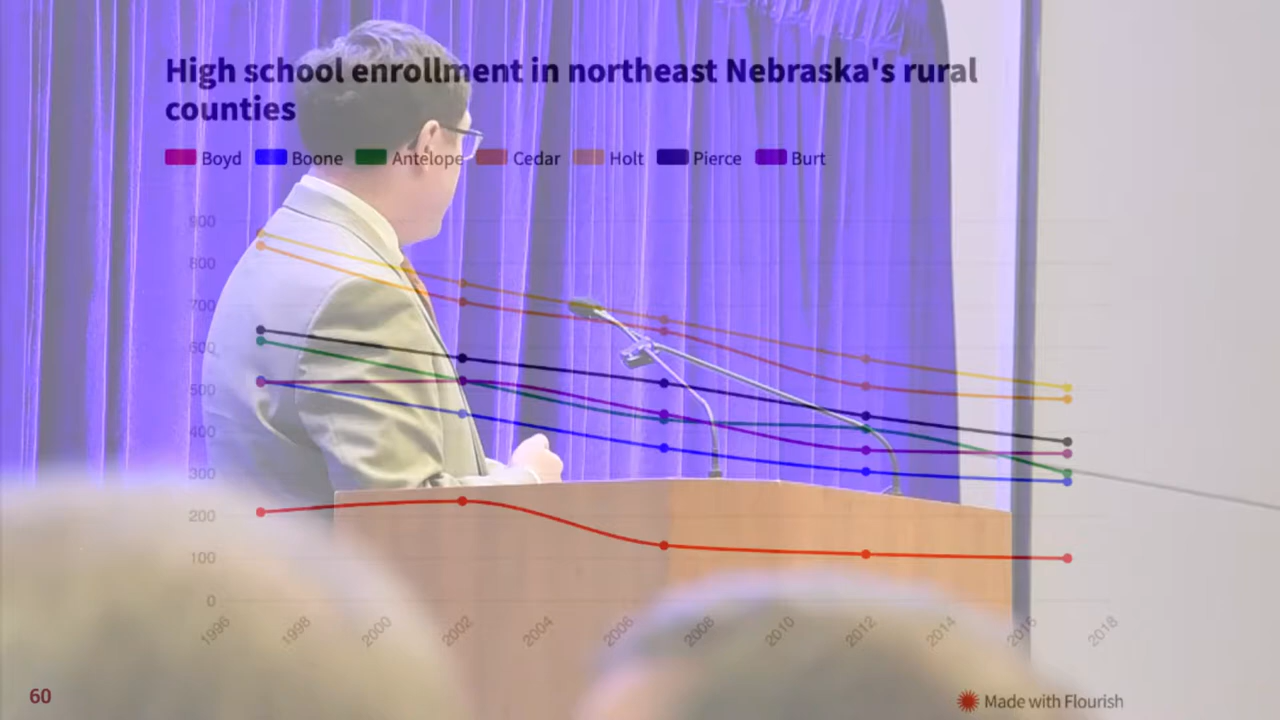 High school enrollment in northeast Nebraska's rural
counties
Boyd Boone Antelope Cedar Holt Pierce Burt
900
800
700
600
500
400
300
200
100
0
1996 1998 2000 2002 2004 2006 2008 2010 2012 2014 2016 2018
60 Made with Flourish